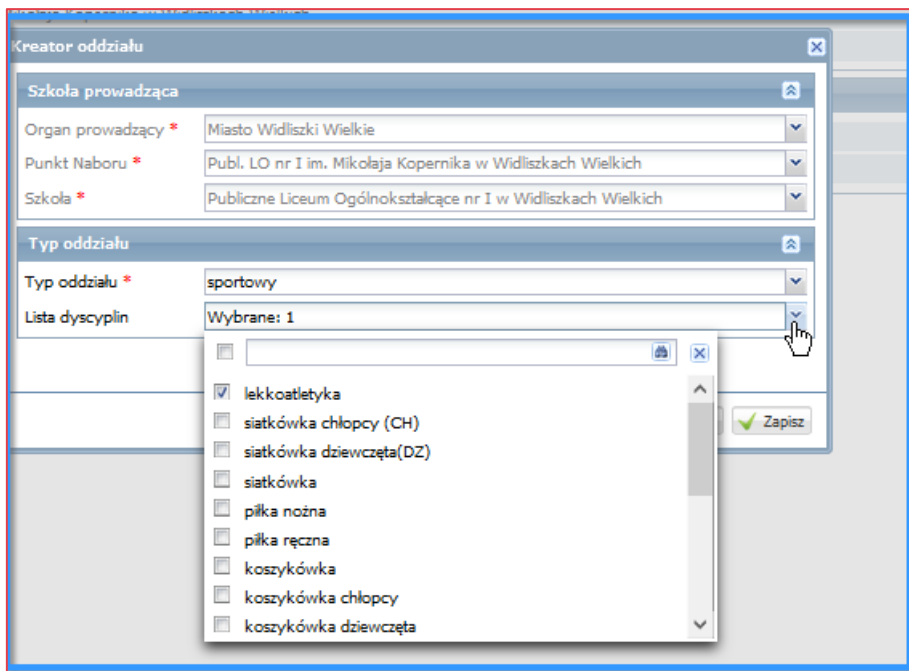 Kreator oddziału
Szkoła prowadząca
Organ prowadzący * Miasto Widliszki Wielkie
Punkt Naboru * Publ. LO nr I im. Mikołaja Kopernika w Widliszkach Wielkich
Szkoła * Publiczne Liceum Ogólnokształcące nr I w Widliszkach Wielkich
Typ oddziału
Typ oddziału * sportowy
Lista dyscyplin Wybrane: 1
lekkoatletyka
siatkówka chłopcy (CH)
siatkówka dziewczęta(DZ)
siatkówka
piłka nożna
piłka ręczna
koszykówka
koszykówka chłopcy
koszykówka dziewczęta
Zapisz